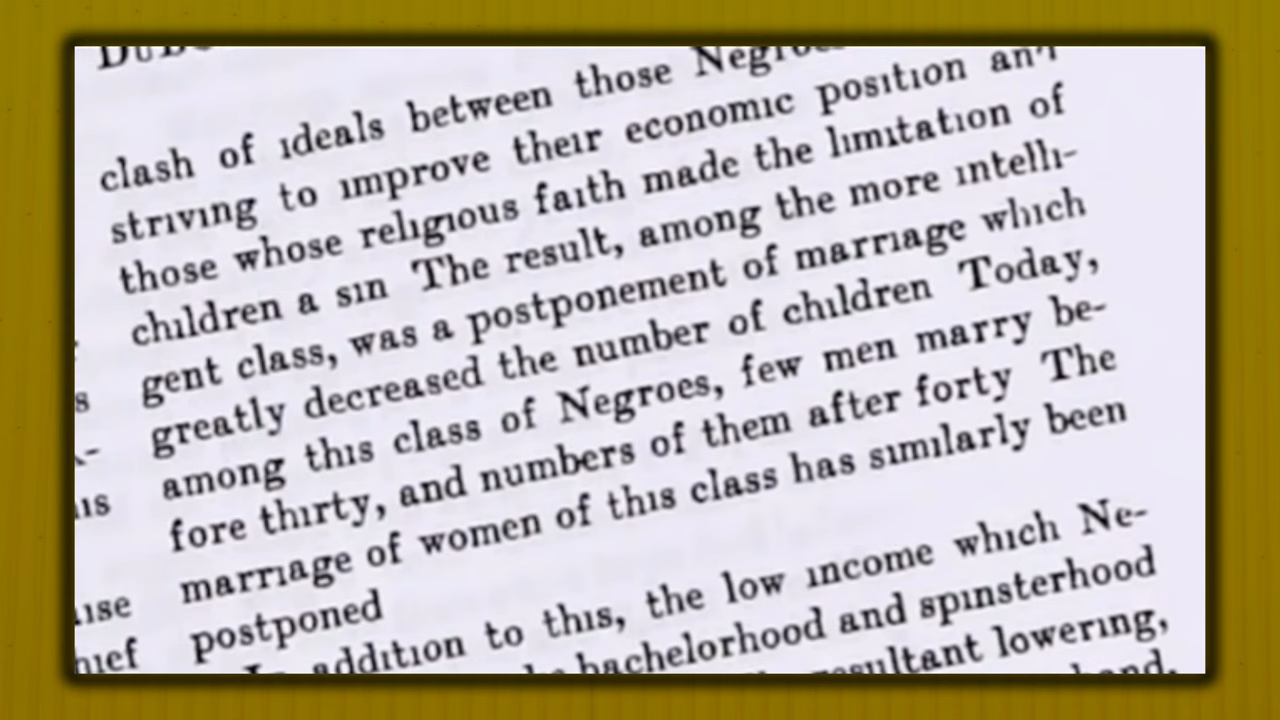 clash of ideals between those
striving to improve their economic position and
those whose religious faith made the limitation of
children a sin The result, among the more intelli-
gent class, was a postponement of marriage which
greatly decreased the number of children Today,
among this class of Negroes, few men marry be-
fore thirty, and numbers of them after forty The
marriage of women of this class has similarly been
postponed
addition to this, the low income which Ne-
bachelorhood and spinsterhood
resultant lowering,